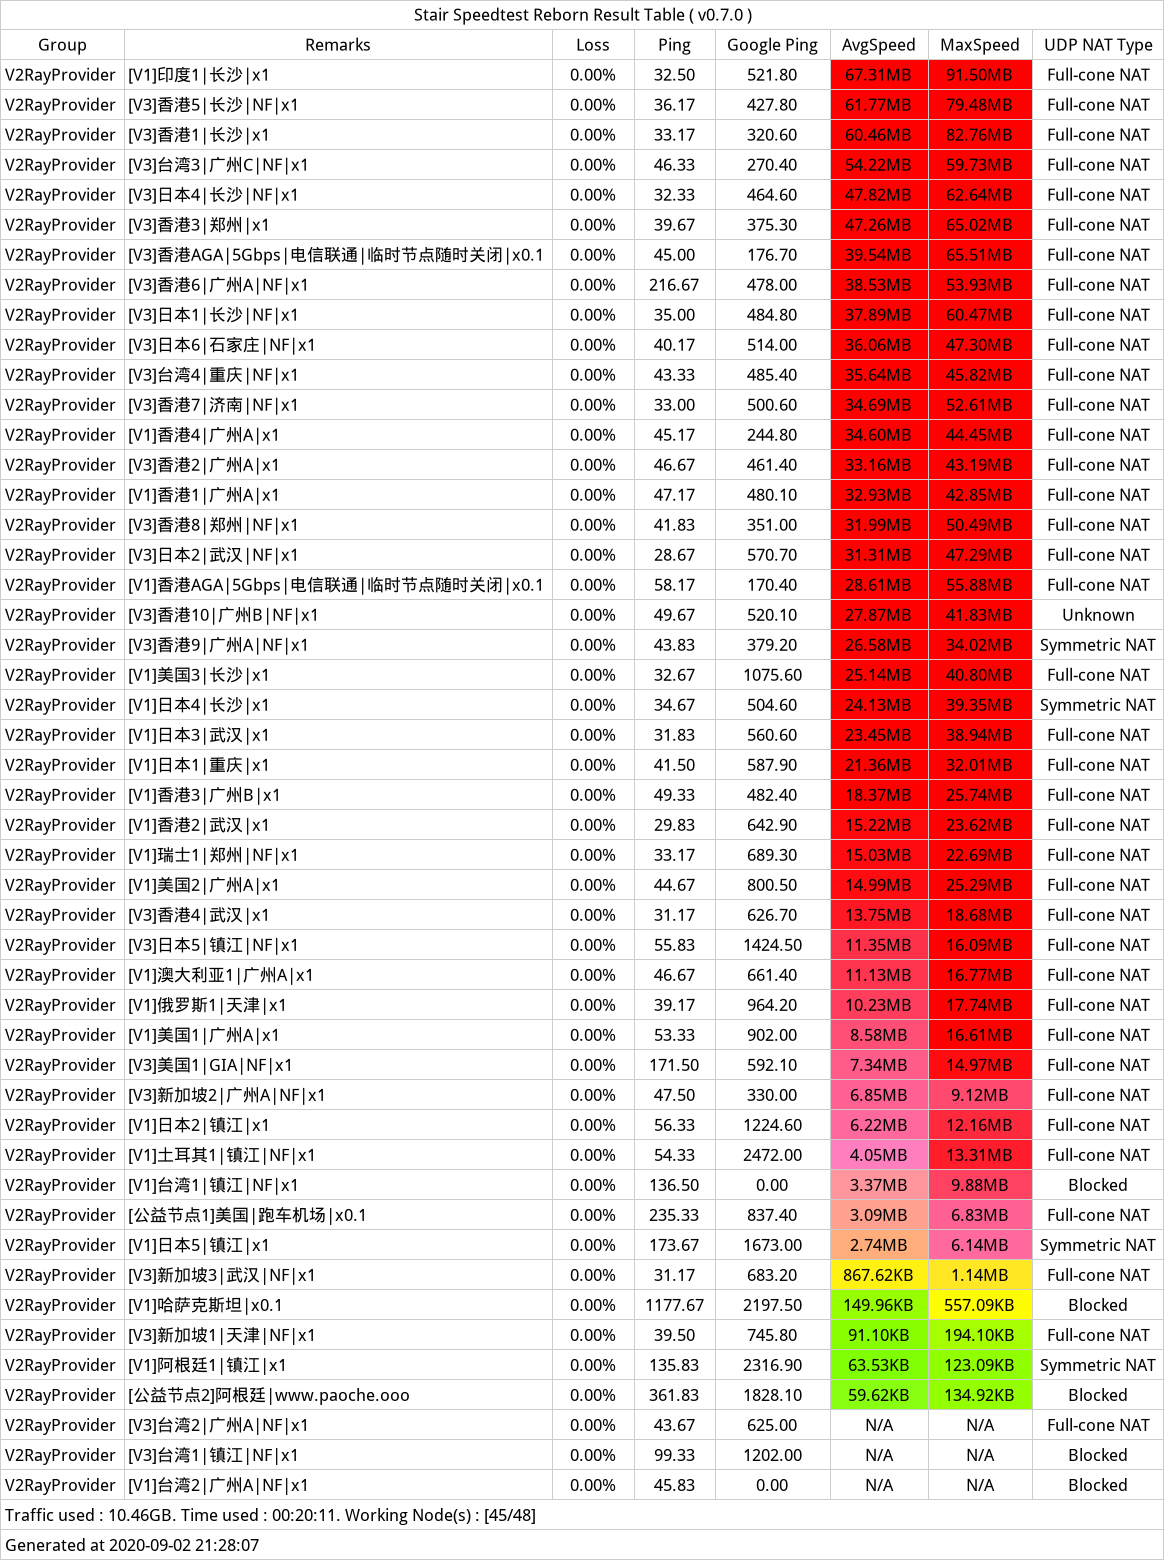 Stair Speedtest Reborn Result Table ( v0.7.0 )
Group Remarks Loss Ping Google Ping AvgSpeed MaxSpeed UDP NAT Type
V2RayProvider [V1]印度1|长沙|x1 0.00% 32.50 521.80 67.31MB 91.50MB Full-cone NAT
V2RayProvider [V3]香港5|长沙|NF|x1 0.00% 36.17 427.80 61.77MB 79.48MB Full-cone NAT
V2RayProvider [V3]香港1|长沙|x1 0.00% 33.17 320.60 60.46MB 82.76MB Full-cone NAT
V2RayProvider [V3]台湾3|广州C|NF|x1 0.00% 46.33 270.40 54.22MB 59.73MB Full-cone NAT
V2RayProvider [V3]日本4|长沙|NF|x1 0.00% 32.33 464.60 47.82MB 62.64MB Full-cone NAT
V2RayProvider [V3]香港3|郑州|x1 0.00% 39.67 375.30 47.26MB 65.02MB Full-cone NAT
V2RayProvider [V3]香港AGA|5Gbps|电信联通|临时节点随时关闭|x0.1 0.00% 45.00 176.70 39.54MB 65.51MB Full-cone NAT
V2RayProvider [V3]香港6|广州A|NF|x1 0.00% 216.67 478.00 38.53MB 53.93MB Full-cone NAT
V2RayProvider [V3]日本1|长沙|NF|x1 0.00% 35.00 484.80 37.89MB 60.47MB Full-cone NAT
V2RayProvider [V3]日本6|石家庄|NF|x1 0.00% 40.17 514.00 36.06MB 47.30MB Full-cone NAT
V2RayProvider [V3]台湾4|重庆|NF|x1 0.00% 43.33 485.40 35.64MB 45.82MB Full-cone NAT
V2RayProvider [V3]香港7|济南|NF|x1 0.00% 33.00 500.60 34.69MB 52.61MB Full-cone NAT
V2RayProvider [V1]香港4|广州A|x1 0.00% 45.17 244.80 34.60MB 44.45MB Full-cone NAT
V2RayProvider [V3]香港2|广州A|x1 0.00% 46.67 461.40 33.16MB 43.19MB Full-cone NAT
V2RayProvider [V1]香港1|广州A|x1 0.00% 47.17 480.10 32.93MB 42.85MB Full-cone NAT
V2RayProvider [V3]香港8|郑州|NF|x1 0.00% 41.83 351.00 31.99MB 50.49MB Full-cone NAT
V2RayProvider [V3]日本2|武汉|NF|x1 0.00% 28.67 570.70 31.31MB 47.29MB Full-cone NAT
V2RayProvider [V1]香港AGA|5Gbps|电信联通|临时节点随时关闭|x0.1 0.00% 58.17 170.40 28.61MB 55.88MB Full-cone NAT
V2RayProvider [V3]香港10|广州B|NF|x1 0.00% 49.67 520.10 27.87MB 41.83MB Unknown
V2RayProvider [V3]香港9|广州A|NF|x1 0.00% 43.83 379.20 26.58MB 34.02MB Symmetric NAT
V2RayProvider [V1]美国3|长沙|x1 0.00% 32.67 1075.60 25.14MB 40.80MB Full-cone NAT
V2RayProvider [V1]日本4|长沙|x1 0.00% 34.67 504.60 24.13MB 39.35MB Symmetric NAT
V2RayProvider [V1]日本3|武汉|x1 0.00% 31.83 560.60 23.45MB 38.94MB Full-cone NAT
V2RayProvider [V1]日本1|重庆|x1 0.00% 41.50 587.90 21.36MB 32.01MB Full-cone NAT
V2RayProvider [V1]香港3|广州B|x1 0.00% 49.33 482.40 18.37MB 25.74MB Full-cone NAT
V2RayProvider [V1]香港2|武汉|x1 0.00% 29.83 642.90 15.22MB 23.62MB Full-cone NAT
V2RayProvider [V1]瑞士1|郑州|NF|x1 0.00% 33.17 689.30 15.03MB 22.69MB Full-cone NAT
V2RayProvider [V1]美国2|广州A|x1 0.00% 44.67 800.50 14.99MB 25.29MB Full-cone NAT
V2RayProvider [V3]香港4|武汉|x1 0.00% 31.17 626.70 13.75MB 18.68MB Full-cone NAT
V2RayProvider [V3]日本5|镇江|NF|x1 0.00% 55.83 1424.50 11.35MB 16.09MB Full-cone NAT
V2RayProvider [V1]澳大利亚1|广州A|x1 0.00% 46.67 661.40 11.13MB 16.77MB Full-cone NAT
V2RayProvider [V1]俄罗斯1|天津|x1 0.00% 39.17 964.20 10.23MB 17.74MB Full-cone NAT
V2RayProvider [V1]美国1|广州A|x1 0.00% 53.33 902.00 8.58MB 16.61MB Full-cone NAT
V2RayProvider [V3]美国1|GIA|NF|x1 0.00% 171.50 592.10 7.34MB 14.97MB Full-cone NAT
V2RayProvider [V3]新加坡2|广州A|NF|x1 0.00% 47.50 330.00 6.85MB 9.12MB Full-cone NAT
V2RayProvider [V1]日本2|镇江|x1 0.00% 56.33 1224.60 6.22MB 12.16MB Full-cone NAT
V2RayProvider [V1]土耳其1|镇江|NF|x1 0.00% 54.33 2472.00 4.05MB 13.31MB Full-cone NAT
V2RayProvider [V1]台湾1|镇江|NF|x1 0.00% 136.50 0.00 3.37MB 9.88MB Blocked
V2RayProvider [公益节点1]美国|跑车机场|x0.1 0.00% 235.33 837.40 3.09MB 6.83MB Full-cone NAT
V2RayProvider [V1]日本5|镇江|x1 0.00% 173.67 1673.00 2.74MB 6.14MB Symmetric NAT
V2RayProvider [V3]新加坡3|武汉|NF|x1 0.00% 31.17 683.20 867.62KB 1.14MB Full-cone NAT
V2RayProvider [V1]哈萨克斯坦|x0.1 0.00% 1177.67 2197.50 149.96KB 557.09KB Blocked
V2RayProvider [V3]新加坡1|天津|NF|x1 0.00% 39.50 745.80 91.10KB 194.10KB Full-cone NAT
V2RayProvider [V1]阿根廷1|镇江|x1 0.00% 135.83 2316.90 63.53KB 123.09KB Symmetric NAT
V2RayProvider [公益节点2]阿根廷|www.paoche.ooo 0.00% 361.83 1828.10 59.62KB 134.92KB Blocked
V2RayProvider [V3]台湾2|广州A|NF|x1 0.00% 43.67 625.00 N/A N/A Full-cone NAT
V2RayProvider [V3]台湾1|镇江|NF|x1 0.00% 99.33 1202.00 N/A N/A Blocked
V2RayProvider [V1]台湾2|广州A|NF|x1 0.00% 45.83 0.00 N/A N/A Blocked
Traffic used : 10.46GB. Time used : 00:20:11. Working Node(s) : [45/48]
Generated at 2020-09-02 21:28:07